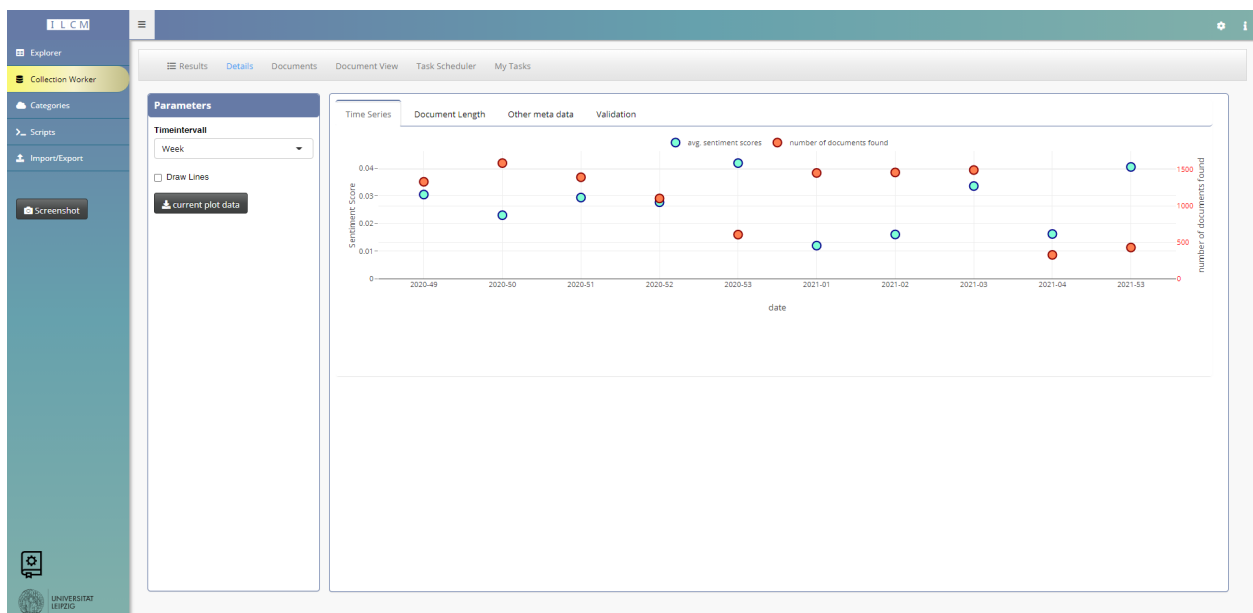 ILCM
Explorer
Collection Worker
Categories
Scripts
Import/Export
Screenshot
UNIVERSITÄT
LEIPZIG
Results Details Documents Document View Task Scheduler My Tasks
Parameters
Timeintervall
Week
Draw Lines
current plot data
Time Series Document Length Other meta data Validation
avg. sentiment scores number of documents found
Sentiment Score
0.04
0.03
0.02
0.01
0
2020-49 2020-50 2020-51 2020-52 2020-53 2021-01 2021-02 2021-03 2021-04 2021-53
date
1500
1000
500
0
number of documents found